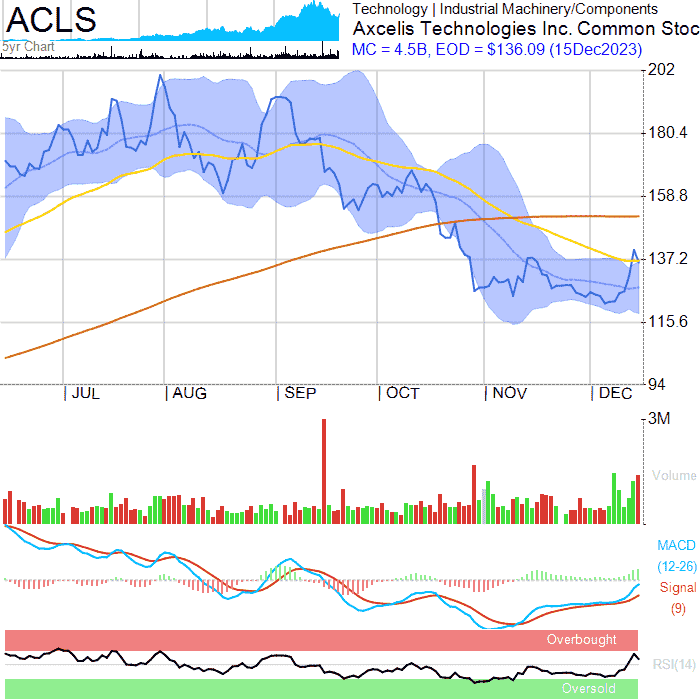 ACLS
5yr Chart
Technology | Industrial Machinery/Components
Axcelis Technologies Inc. Common Stoc
MC = 4.5B, EOD = $136.09 (15Dec2023)
202
180.4
158.8
137.2
115.6
94
JUL AUG SEP OCT NOV DEC
3M
Volume
MACD
(12-26)
Signal
(9)
Overbought
RSI(14)
Oversold